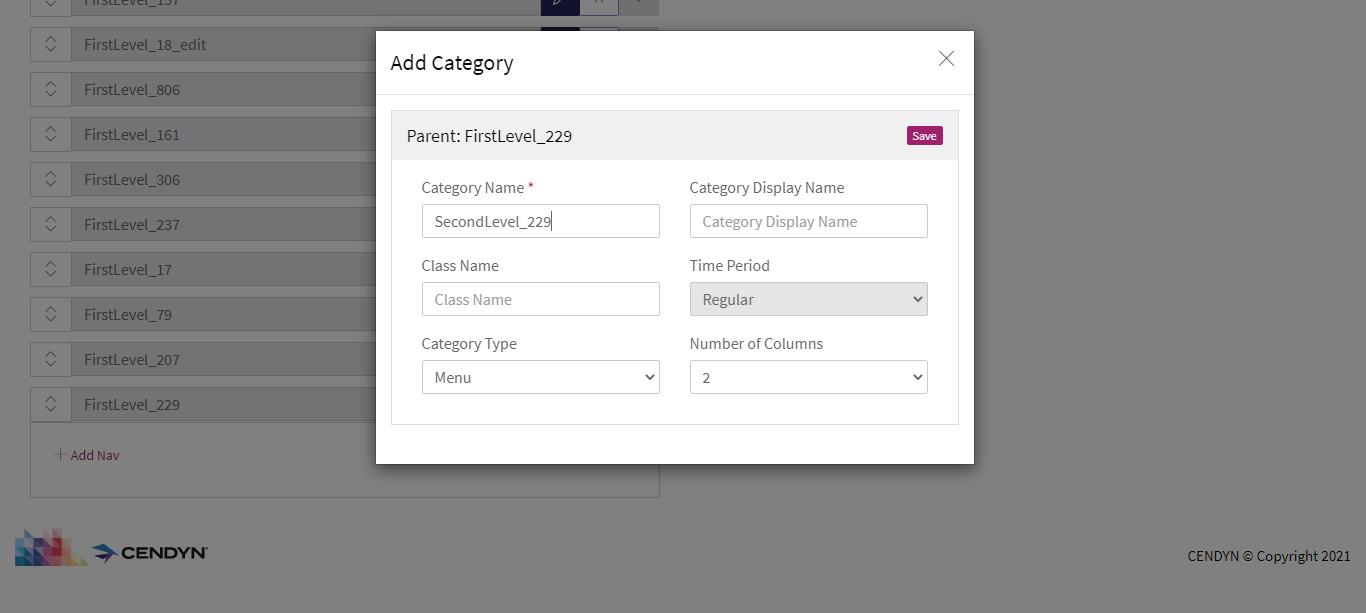 FirstLevel_157
FirstLevel_18_edit
FirstLevel_806
FirstLevel_161
FirstLevel_306
FirstLevel_237
FirstLevel_17
FirstLevel_79
FirstLevel_207
FirstLevel_229
Add Nav
Add Category
Parent: FirstLevel_229
Save
Category Name *
Category Display Name
SecondLevel_229
Category Display Name
Class Name
Time Period
Class Name
Regular
Category Type
Number of Columns
Menu
2
CENDYN
CENDYN © Copyright 2021